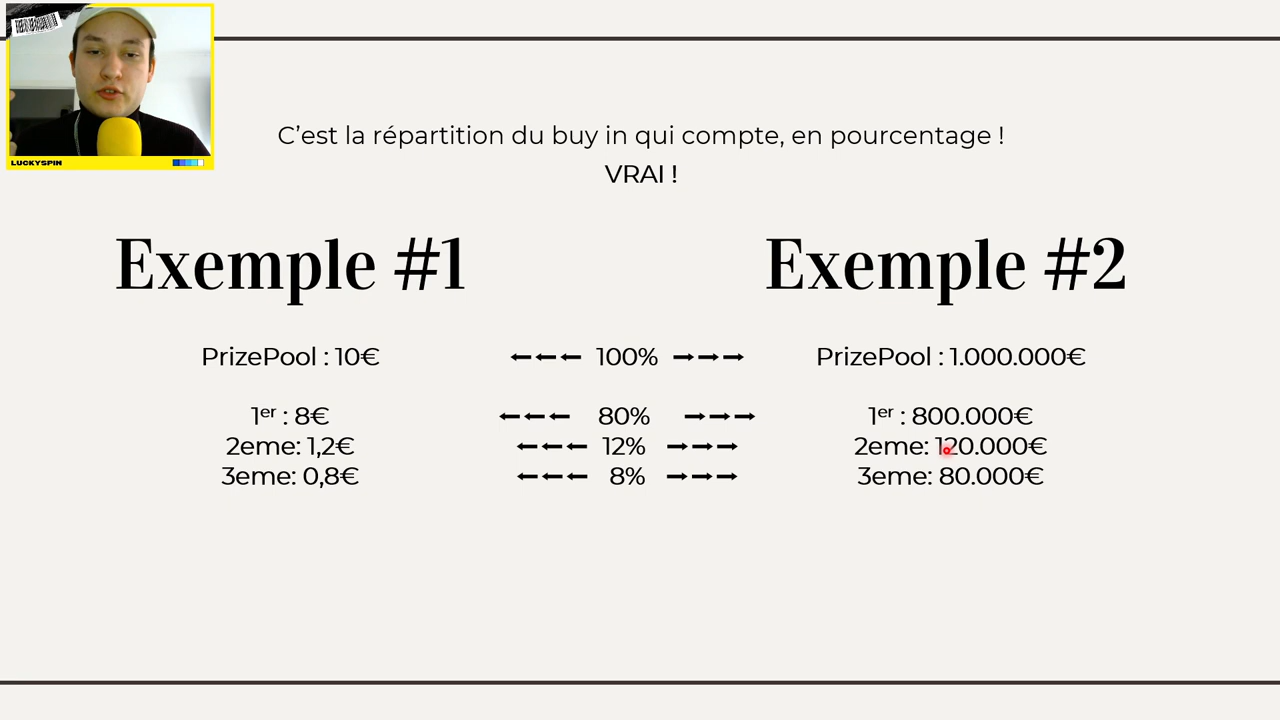 LUCKYSPIN
C’est la répartition du buy in qui compte, en pourcentage !
VRAI !
Exemple #1
Exemple #2
PrizePool : 10€ ←←← 100% →→→ PrizePool : 1.000.000€
1er : 8€ ←←← 80% →→→ 1er : 800.000€
2eme: 1,2€ ←←← 12% →→→ 2eme: 120.000€
3eme: 0,8€ ←←← 8% →→→ 3eme: 80.000€